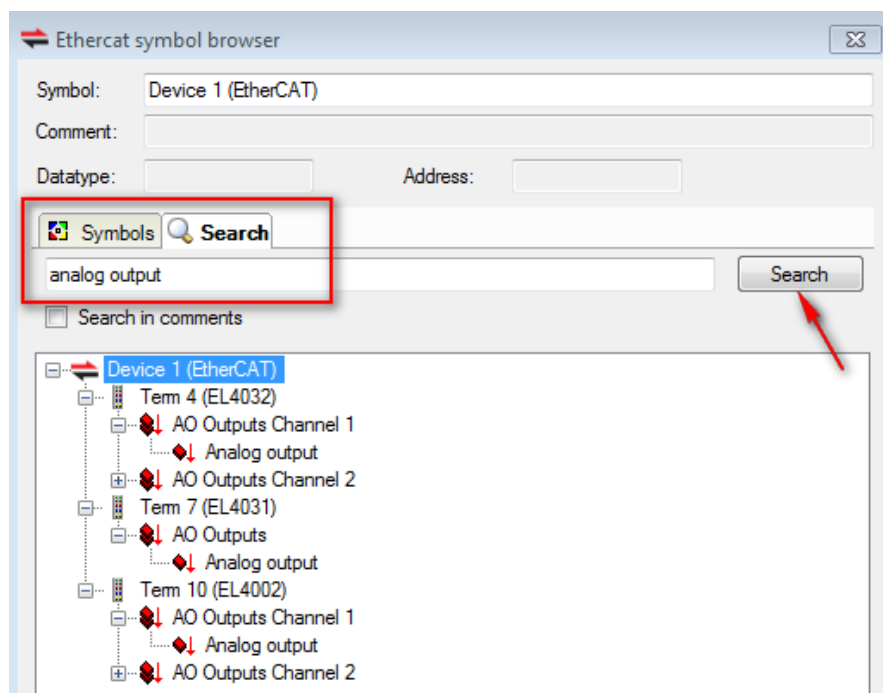 Ethercat symbol browser
Symbol: Device 1 (EtherCAT)
Comment:
Datatype: Address:
Symbols Search
analog output Search
Search in comments
Device 1 (EtherCAT)
Term 4 (EL4032)
AO Outputs Channel 1
Analog output
AO Outputs Channel 2
Term 7 (EL4031)
AO Outputs
Analog output
Term 10 (EL4002)
AO Outputs Channel 1
Analog output
AO Outputs Channel 2